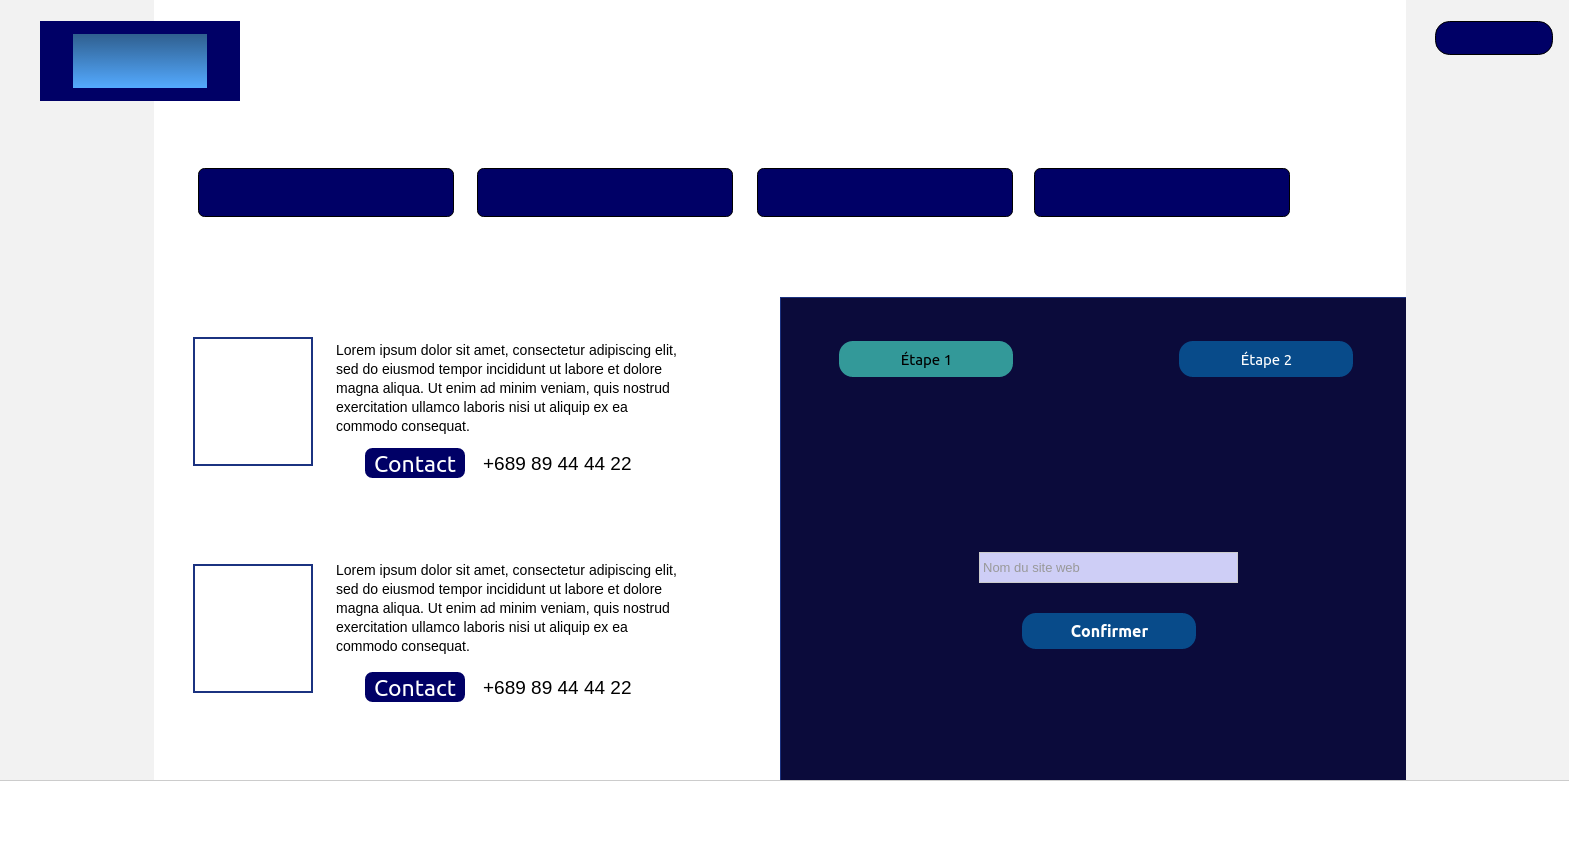 Lorem ipsum dolor sit amet, consectetur adipiscing elit,
sed do eiusmod tempor incididunt ut labore et dolore
magna aliqua. Ut enim ad minim veniam, quis nostrud
exercitation ullamco laboris nisi ut aliquip ex ea
commodo consequat.
Contact +689 89 44 44 22
Lorem ipsum dolor sit amet, consectetur adipiscing elit,
sed do eiusmod tempor incididunt ut labore et dolore
magna aliqua. Ut enim ad minim veniam, quis nostrud
exercitation ullamco laboris nisi ut aliquip ex ea
commodo consequat.
Contact +689 89 44 44 22
Étape 1 Étape 2
Nom du site web
Confirmer